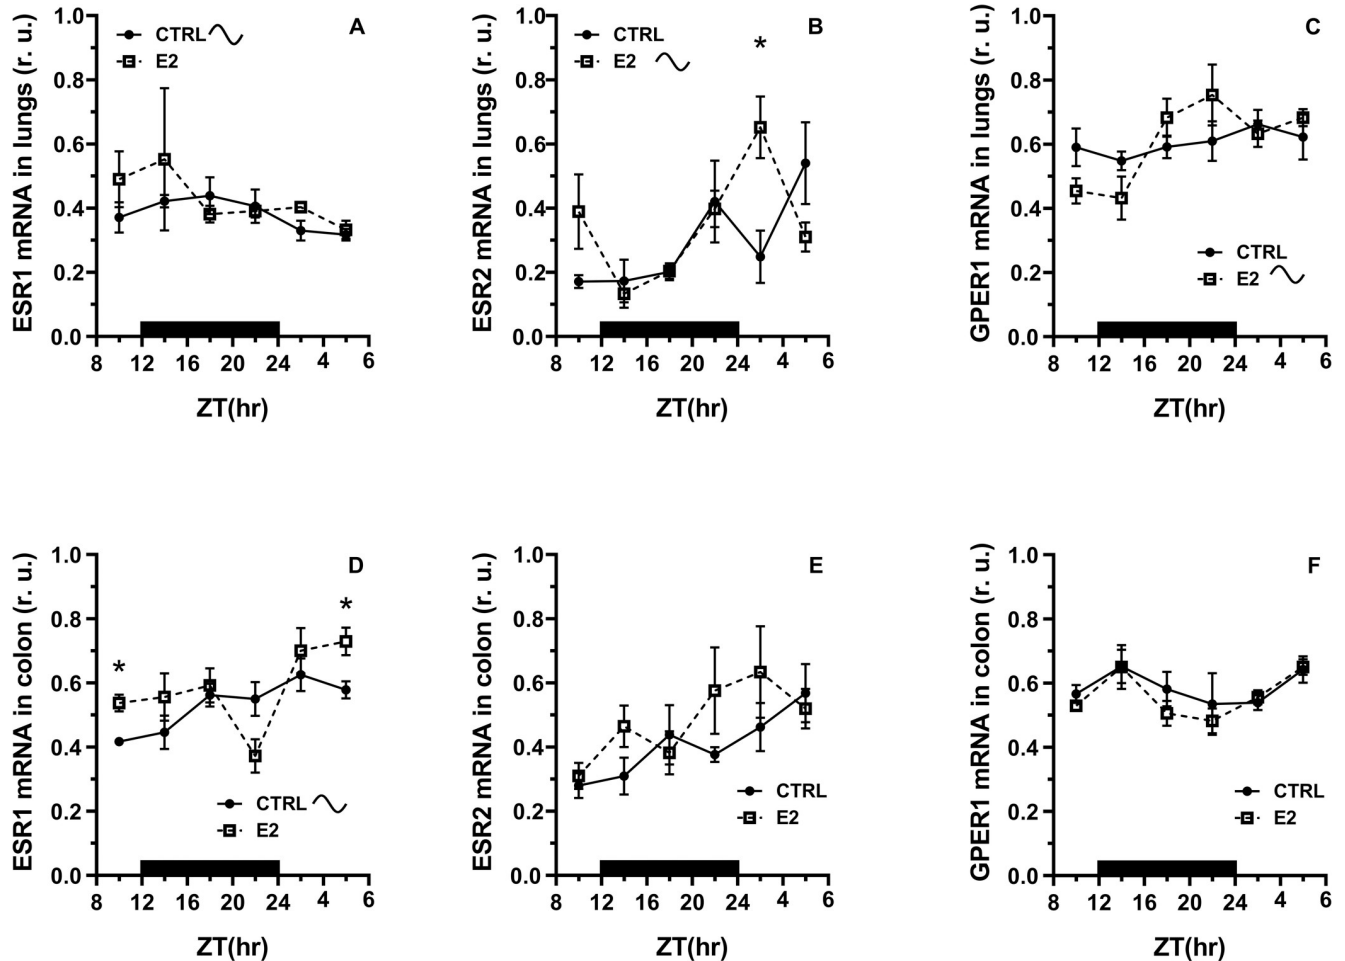 A
CTRL
E2
ESR1 mRNA in lungs (r. u.)
1.0
0.8
0.6
0.4
0.2
0.0
8 12 16 20 24 4 6
ZT(hr)
B
*
CTRL
E2
ESR2 mRNA in lungs (r. u.)
1.0
0.8
0.6
0.4
0.2
0.0
8 12 18 20 24 4 8
ZT(hr)
C
CTRL
E2
GPER1 mRNA in lungs (r. u.)
1.0
0.8
0.6
0.4
0.2
0.0
8 12 16 20 24 4 6
ZT(hr)
D
*
*
CTRL
E2
ESR1 mRNA in colon (r. u.)
1.0
0.8
0.6
0.4
0.2
0.0
8 12 16 20 24 4 6
ZT(hr)
E
CTRL
E2
ESR2 mRNA in colon (r. u.)
1.0
0.8
0.6
0.4
0.2
0.0
8 12 18 20 24 4 8
ZT(hr)
F
CTRL
E2
GPER1 mRNA in colon (r. u.)
1.0
0.8
0.6
0.4
0.2
0.0
8 12 16 20 24 4 6
ZT(hr)